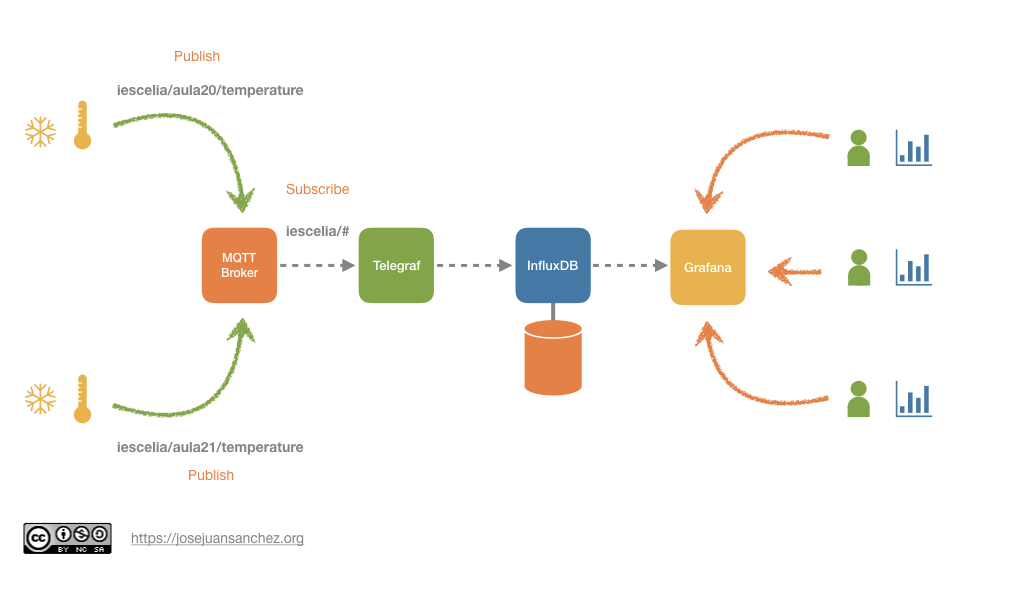 Publish
iescelia/aula20/temperature
Subscribe
iescelia/#
MQTT
Broker
Telegraf
InfluxDB
Grafana
iescelia/aula21/temperature
Publish
cc
BY NC SA
https://josejuansanchez.org